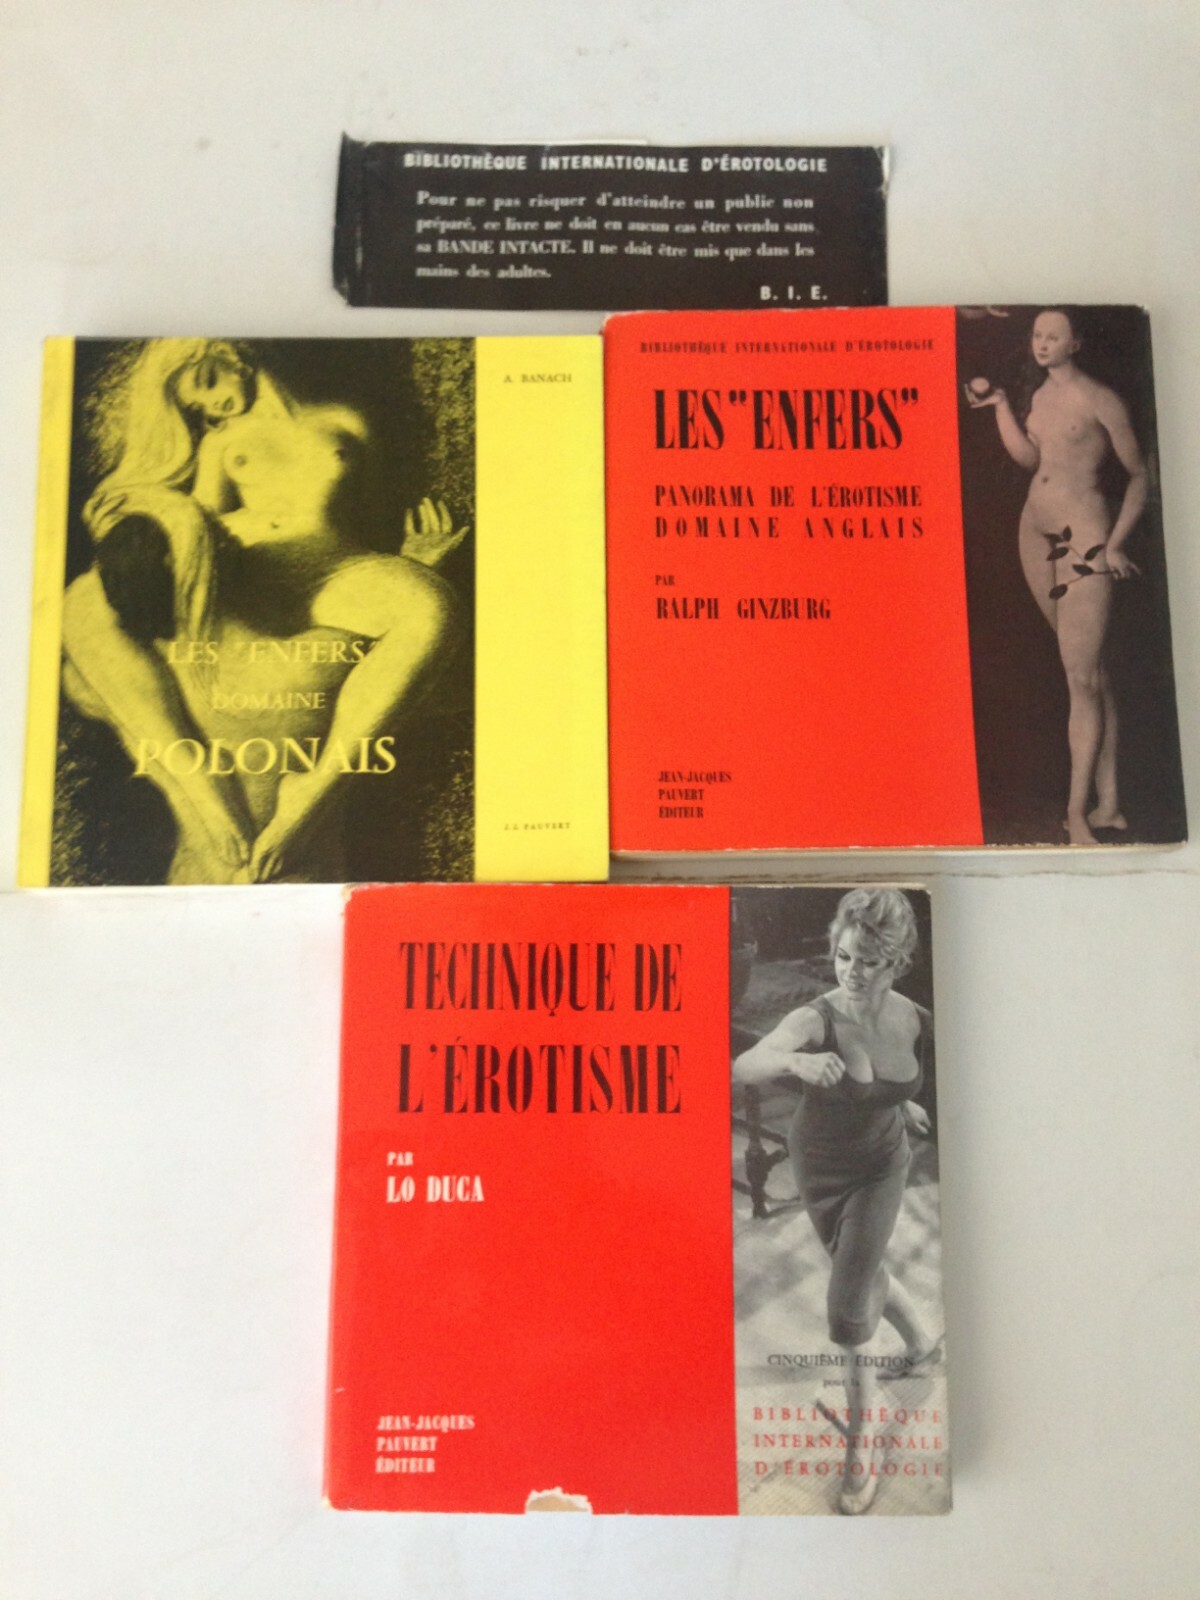 BIBLIOTHÈQUE INTERNATIONALE D'ÉROTOLOGIE
Pour ne pas risquer d'atteindre un public non
préparé, ce livre ne doit en aucun cas être vendu sans
sa BANDE INTACTE. Il ne doit être mis que dans les
mains des adultes.
B. I. E.
A. BANACH
LES "ENFERS"
DOMAINE
POLONAIS
J.J. PAUVERT
BIBLIOTHÈQUE INTERNATIONALE D'ÉROTOLOGIE
LES "ENFERS"
PANORAMA DE L'ÉROTISME
DOMAINE ANGLAIS
PAR
RALPH GINZBURG
JEAN-JACQUES
PAUVERT
ÉDITEUR
TECHNIQUE DE
L'ÉROTISME
PAR
LO DUCA
JEAN-JACQUES
PAUVERT
ÉDITEUR
CINQUIÈME ÉDITION
pour la
BIBLIOTHÈQUE
INTERNATIONALE
D'ÉROTOLOGIE